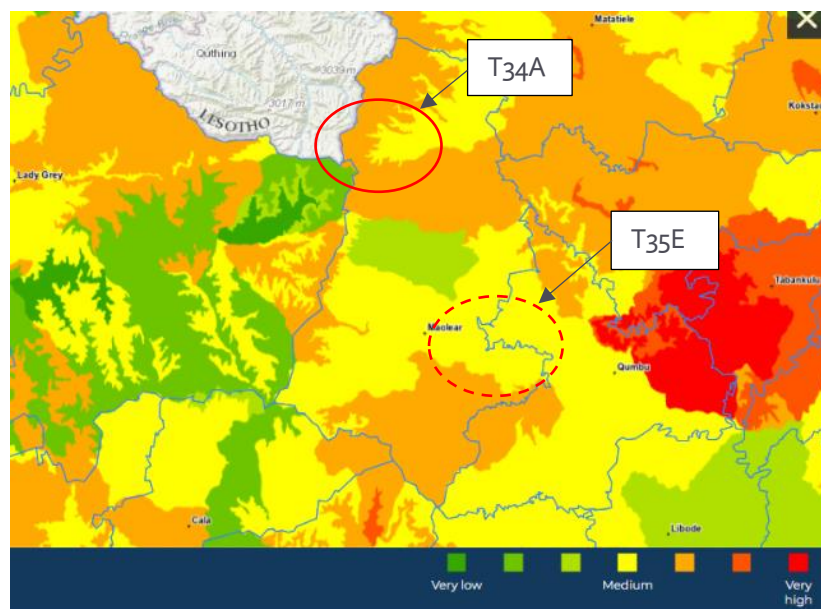 Matatiele
Quthing
3039 m
T34A
3017 m
LESOTHO
Kokstad
Lady Grey
T35E
Tabankulu
Maclear
Qumbu
Cala
Libode
Very low
Medium
Very
high